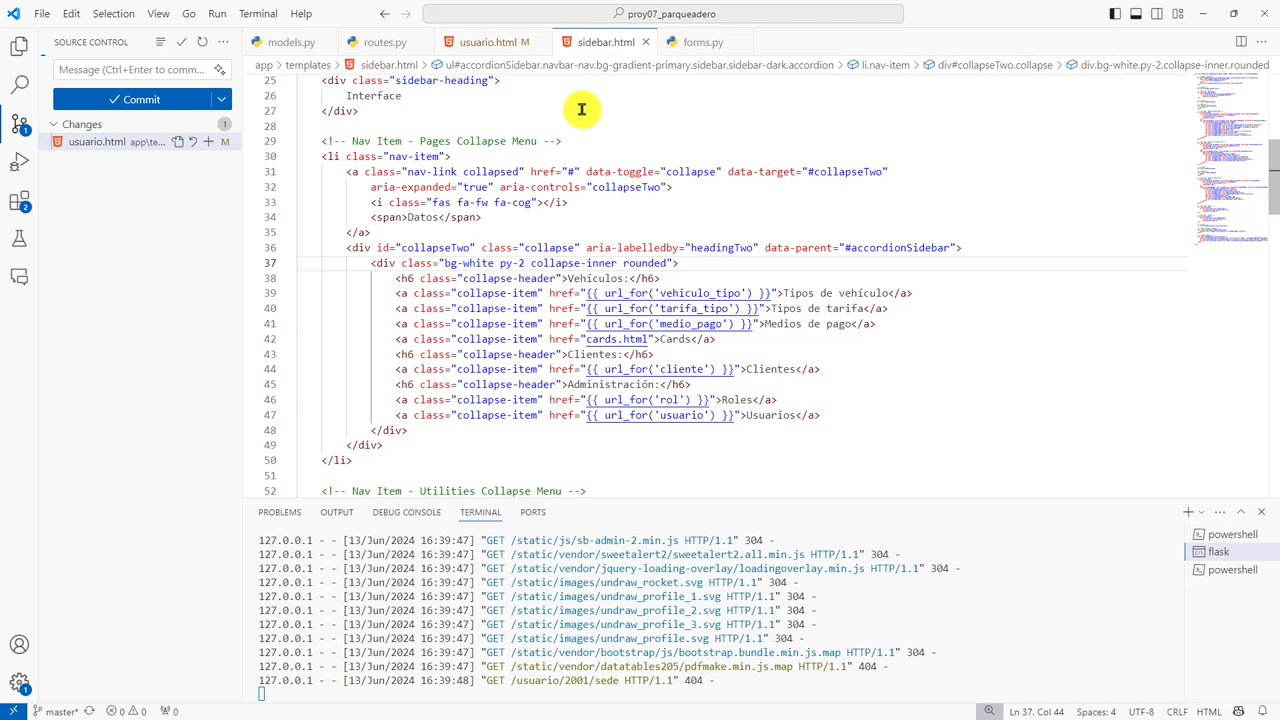 File Edit Selection View Go Run Terminal Help
proy07_parqueadero
SOURCE CONTROL
models.py
routes.py
usuario.html M
sidebar.html
forms.py
app > templates > sidebar.html > ul#accordionSidebar.navbar-nav.bg-gradient-primary.sidebar.sidebar-dark.accordion > li.nav-item > div#collapseTwo.collapse > div.bg-white.py-2.collapse-inner.rounded
Message (Ctrl+Enter to comm...
Commit
Changes 1
usuario.html app\te... M
25 <div class="sidebar-heading">
26 Interface
27 </div>
28
29 <!-- Nav Item - Pages Collapse Menu -->
30 <li class="nav-item">
31 <a class="nav-link collapsed" href="#" data-toggle="collapse" data-target="#collapseTwo"
32 aria-expanded="true" aria-controls="collapseTwo">
33 <i class="fas fa-fw fa-cog"></i>
34 <span>Datos</span>
35 </a>
36 <div id="collapseTwo" class="collapse" aria-labelledby="headingTwo" data-parent="#accordionSidebar">
37 <div class="bg-white py-2 collapse-inner rounded">
38 <h6 class="collapse-header">Vehículos:</h6>
39 <a class="collapse-item" href="{{ url_for('vehiculo_tipo') }}">Tipos de vehículo</a>
40 <a class="collapse-item" href="{{ url_for('tarifa_tipo') }}">Tipos de tarifa</a>
41 <a class="collapse-item" href="{{ url_for('medio_pago') }}">Medios de pago</a>
42 <a class="collapse-item" href="cards.html">Cards</a>
43 <h6 class="collapse-header">Clientes:</h6>
44 <a class="collapse-item" href="{{ url_for('cliente') }}">Clientes</a>
45 <h6 class="collapse-header">Administración:</h6>
46 <a class="collapse-item" href="{{ url_for('rol') }}">Roles</a>
47 <a class="collapse-item" href="{{ url_for('usuario') }}">Usuarios</a>
48 </div>
49 </div>
50 </li>
51
52 <!-- Nav Item - Utilities Collapse Menu -->
PROBLEMS OUTPUT DEBUG CONSOLE TERMINAL PORTS
127.0.0.1 - - [13/Jun/2024 16:39:47] "GET /static/js/sb-admin-2.min.js HTTP/1.1" 304 -
127.0.0.1 - - [13/Jun/2024 16:39:47] "GET /static/vendor/sweetalert2/sweetalert2.all.min.js HTTP/1.1" 304 -
127.0.0.1 - - [13/Jun/2024 16:39:47] "GET /static/vendor/jquery-loading-overlay/loadingoverlay.min.js HTTP/1.1" 304 -
127.0.0.1 - - [13/Jun/2024 16:39:47] "GET /static/images/undraw_rocket.svg HTTP/1.1" 304 -
127.0.0.1 - - [13/Jun/2024 16:39:47] "GET /static/images/undraw_profile_1.svg HTTP/1.1" 304 -
127.0.0.1 - - [13/Jun/2024 16:39:47] "GET /static/images/undraw_profile_2.svg HTTP/1.1" 304 -
127.0.0.1 - - [13/Jun/2024 16:39:47] "GET /static/images/undraw_profile_3.svg HTTP/1.1" 304 -
127.0.0.1 - - [13/Jun/2024 16:39:47] "GET /static/images/undraw_profile.svg HTTP/1.1" 304 -
127.0.0.1 - - [13/Jun/2024 16:39:47] "GET /static/vendor/bootstrap/js/bootstrap.bundle.min.js.map HTTP/1.1" 304 -
127.0.0.1 - - [13/Jun/2024 16:39:47] "GET /static/vendor/datatables205/pdfmake.min.js.map HTTP/1.1" 404 -
127.0.0.1 - - [13/Jun/2024 16:39:48] "GET /usuario/2001/sede HTTP/1.1" 404 -
powershell
flask
powershell
1
2
1
master* 0 0 0
Ln 37, Col 44 Spaces: 4 UTF-8 CRLF HTML